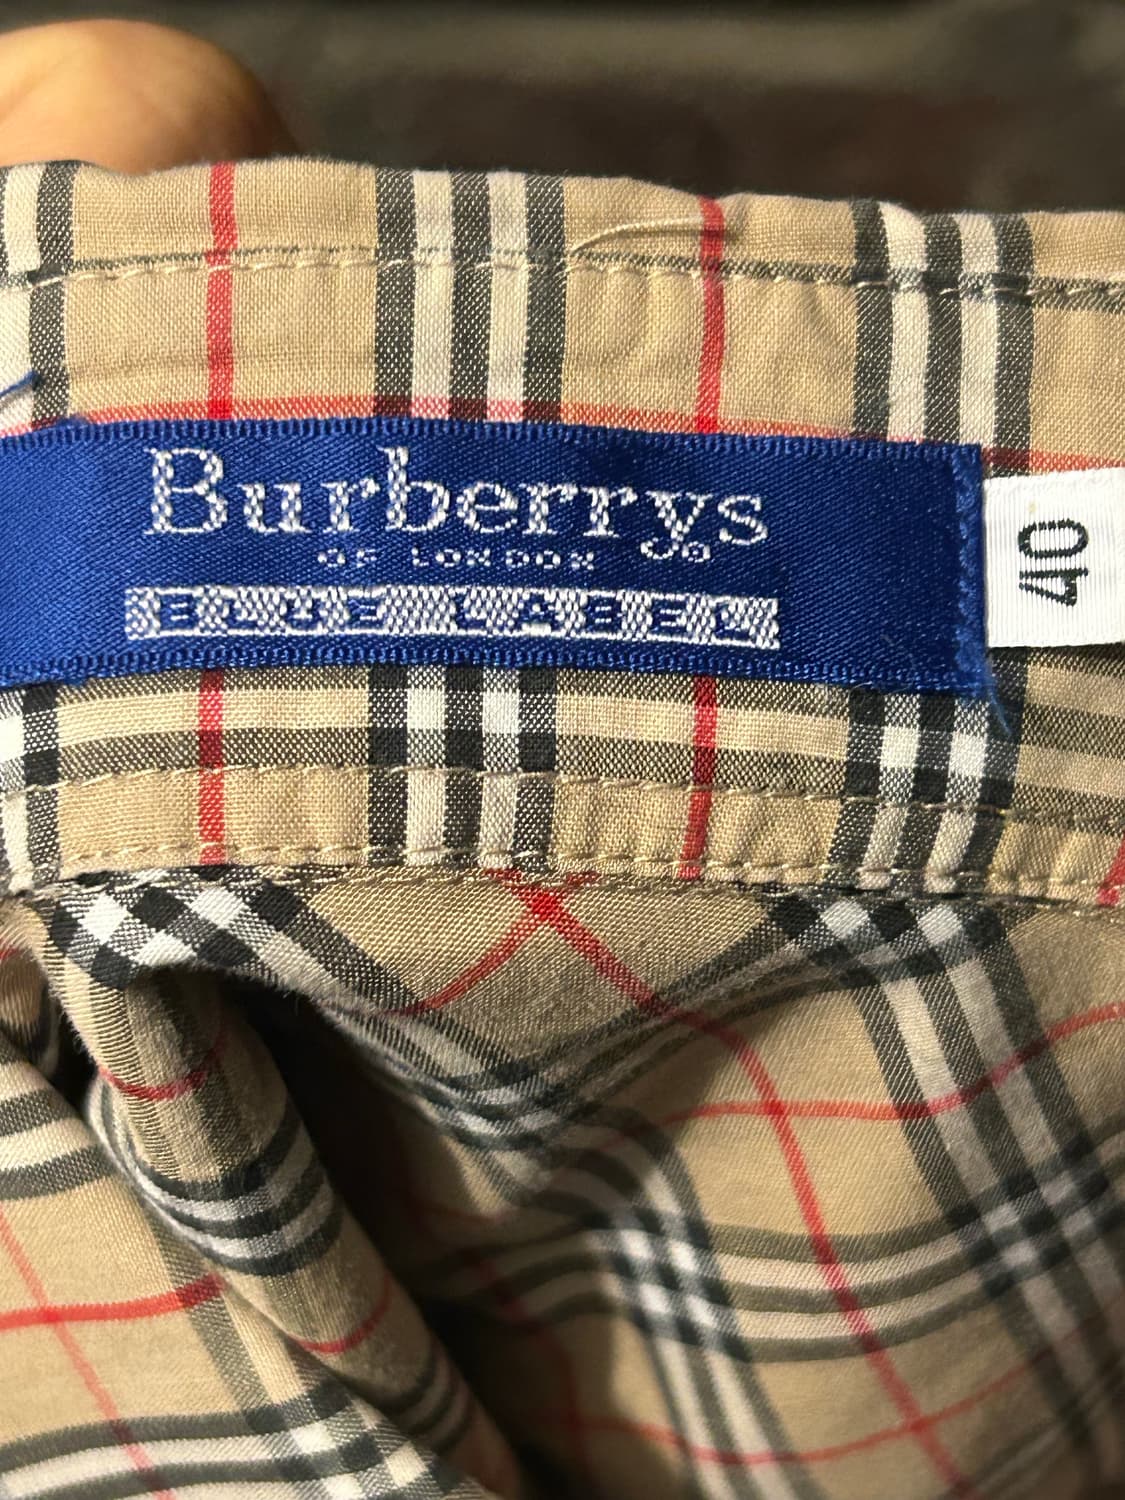 Burberrys
OF LONDON
BLUE LABEL
40